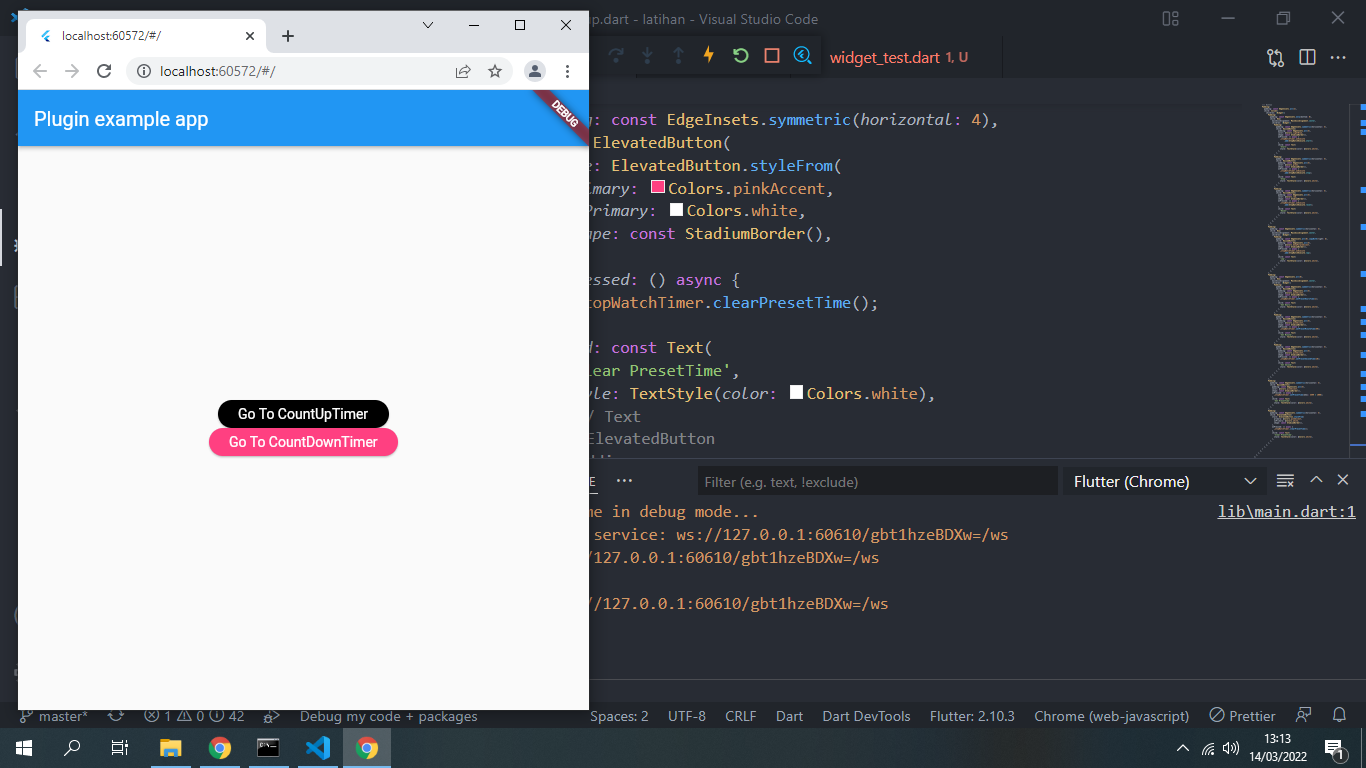 localhost:60572/#/
localhost:60572/#/
Plugin example app
DEBUG
Go To CountUpTimer
Go To CountDownTimer
up.dart - latihan - Visual Studio Code
widget_test.dart 1, U
: const EdgeInsets.symmetric(horizontal: 4),
ElevatedButton(
e: ElevatedButton.styleFrom(
imary: Colors.pinkAccent,
Primary: Colors.white,
ape: const StadiumBorder(),
essed: () async {
topWatchTimer.clearPresetTime();
d: const Text(
lear PresetTime',
yle: TextStyle(color: Colors.white),
/ Text
ElevatedButton
E
Filter (e.g. text, !exclude)
Flutter (Chrome)
me in debug mode...
lib\main.dart:1
service: ws://127.0.0.1:60610/gbt1hzeBDXw=/ws
/127.0.0.1:60610/gbt1hzeBDXw=/ws
//127.0.0.1:60610/gbt1hzeBDXw=/ws
master*
1
0
42
Debug my code + packages
Spaces: 2
UTF-8
CRLF
Dart
Dart DevTools
Flutter: 2.10.3
Chrome (web-javascript)
Prettier
13:13
14/03/2022
1